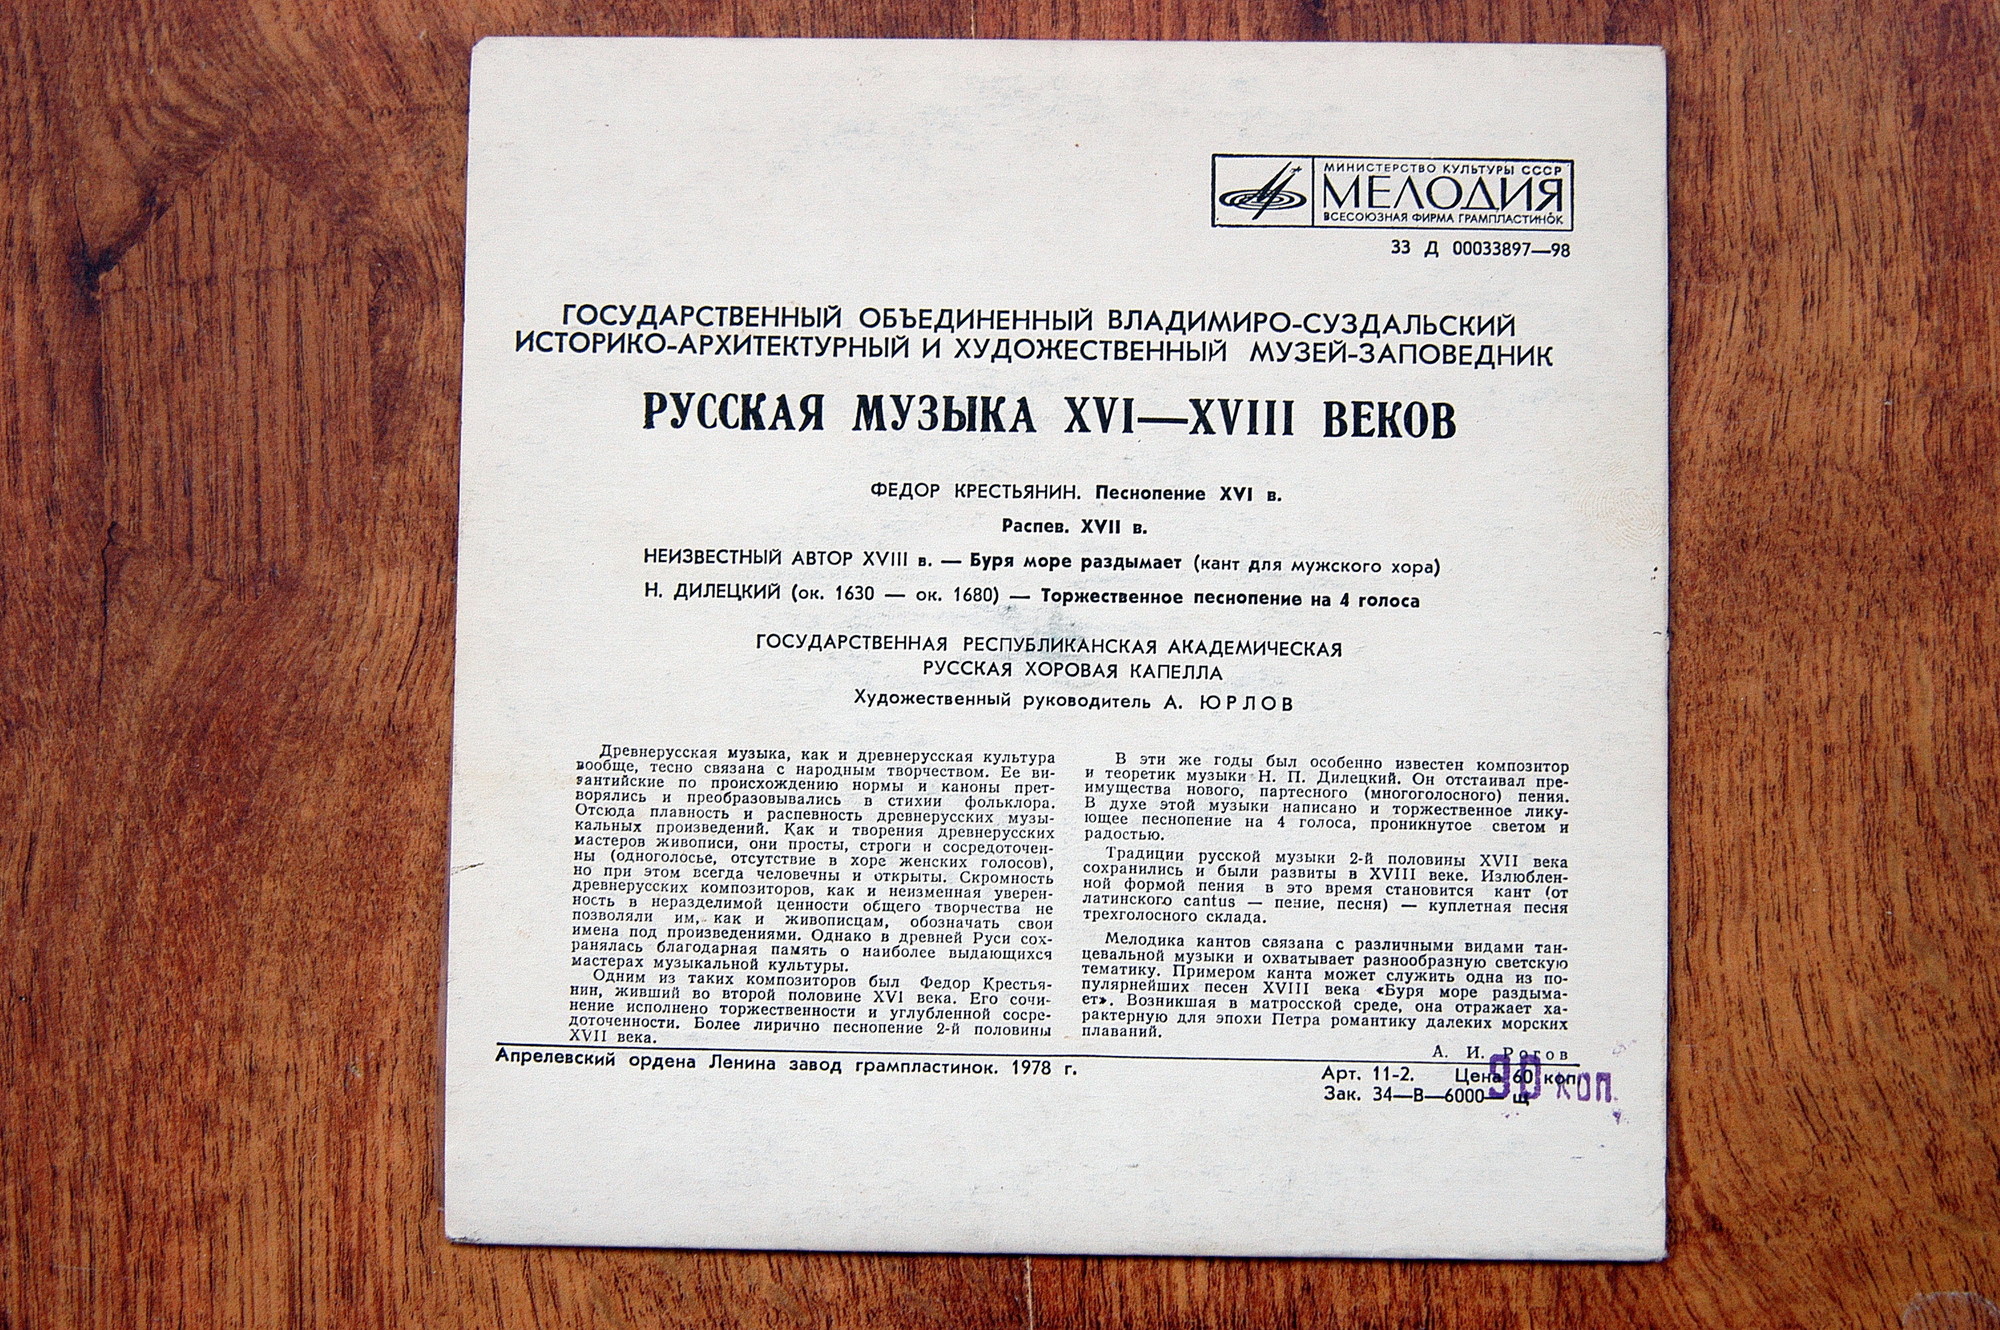 МИНИСТЕРСТВО КУЛЬТУРЫ СССР
МЕЛОДИЯ
ВСЕСОЮЗНАЯ ФИРМА ГРАМПЛАСТИНОК
33 Д 00033897—98
ГОСУДАРСТВЕННЫЙ ОБЪЕДИНЕННЫЙ ВЛАДИМИРО-СУЗДАЛЬСКИЙ
ИСТОРИКО-АРХИТЕКТУРНЫЙ И ХУДОЖЕСТВЕННЫЙ МУЗЕЙ-ЗАПОВЕДНИК
РУССКАЯ МУЗЫКА XVI—XVIII ВЕКОВ
ФЕДОР КРЕСТЬЯНИН. Песнопение XVI в.
Распев. XVII в.
НЕИЗВЕСТНЫЙ АВТОР XVIII в. — Буря море раздымает (кант для мужского хора)
Н. ДИЛЕЦКИЙ (ок. 1630 — ок. 1680) — Торжественное песнопение на 4 голоса
ГОСУДАРСТВЕННАЯ РЕСПУБЛИКАНСКАЯ АКАДЕМИЧЕСКАЯ
РУССКАЯ ХОРОВАЯ КАПЕЛЛА
Художественный руководитель А. ЮРЛОВ
Древнерусская музыка, как и древнерусская культура
вообще, тесно связана с народным творчеством. Ее ви-
зантийские по происхождению нормы и каноны прет-
ворялись и преобразовывались в стихии фольклора.
Отсюда плавность и распевность древнерусских музы-
кальных произведений. Как и творения древнерусских
мастеров живописи, они просты, строги и сосредоточен-
ны (одноголосье, отсутствие в хоре женских голосов),
но при этом всегда человечны и открыты. Скромность
древнерусских композиторов, как и неизменная уверен-
ность в неразделимой ценности общего творчества не
позволяли им, как и живописцам, обозначать свои
имена под произведениями. Однако в древней Руси сох-
ранялась благодарная память о наиболее выдающихся
мастерах музыкальной культуры.
Одним из таких композиторов был Федор Крестья-
нин, живший во второй половине XVI века. Его сочи-
нение исполнено торжественности и углубленной сосре-
доточенности. Более лирично песнопение 2-й половины
XVII века.
В эти же годы был особенно известен композитор
и теоретик музыки Н. П. Дилецкий. Он отстаивал пре-
имущества нового, партесного (многоголосного) пения.
В духе этой музыки написано и торжественное лику-
ющее песнопение на 4 голоса, проникнутое светом и
радостью.
Традиции русской музыки 2-й половины XVII века
сохранились и были развиты в XVIII веке. Излюблен-
ной формой пения в это время становится кант (от
латинского cantus — пение, песня) — куплетная песня
трехголосного склада.
Мелодика кантов связана с различными видами тан-
цевальной музыки и охватывает разнообразную светскую
тематику. Примером канта может служить одна из по-
пулярнейших песен XVIII века «Буря море раздыма-
ет». Возникшая в матросской среде, она отражает ха-
рактерную для эпохи Петра романтику далеких морских
плаваний.
А. И. Рогов
Апрелевский ордена Ленина завод грампластинок. 1978 г.
Арт. 11-2. Цена 60 коп.
Зак. 34—В—6000—щ
90 коп.